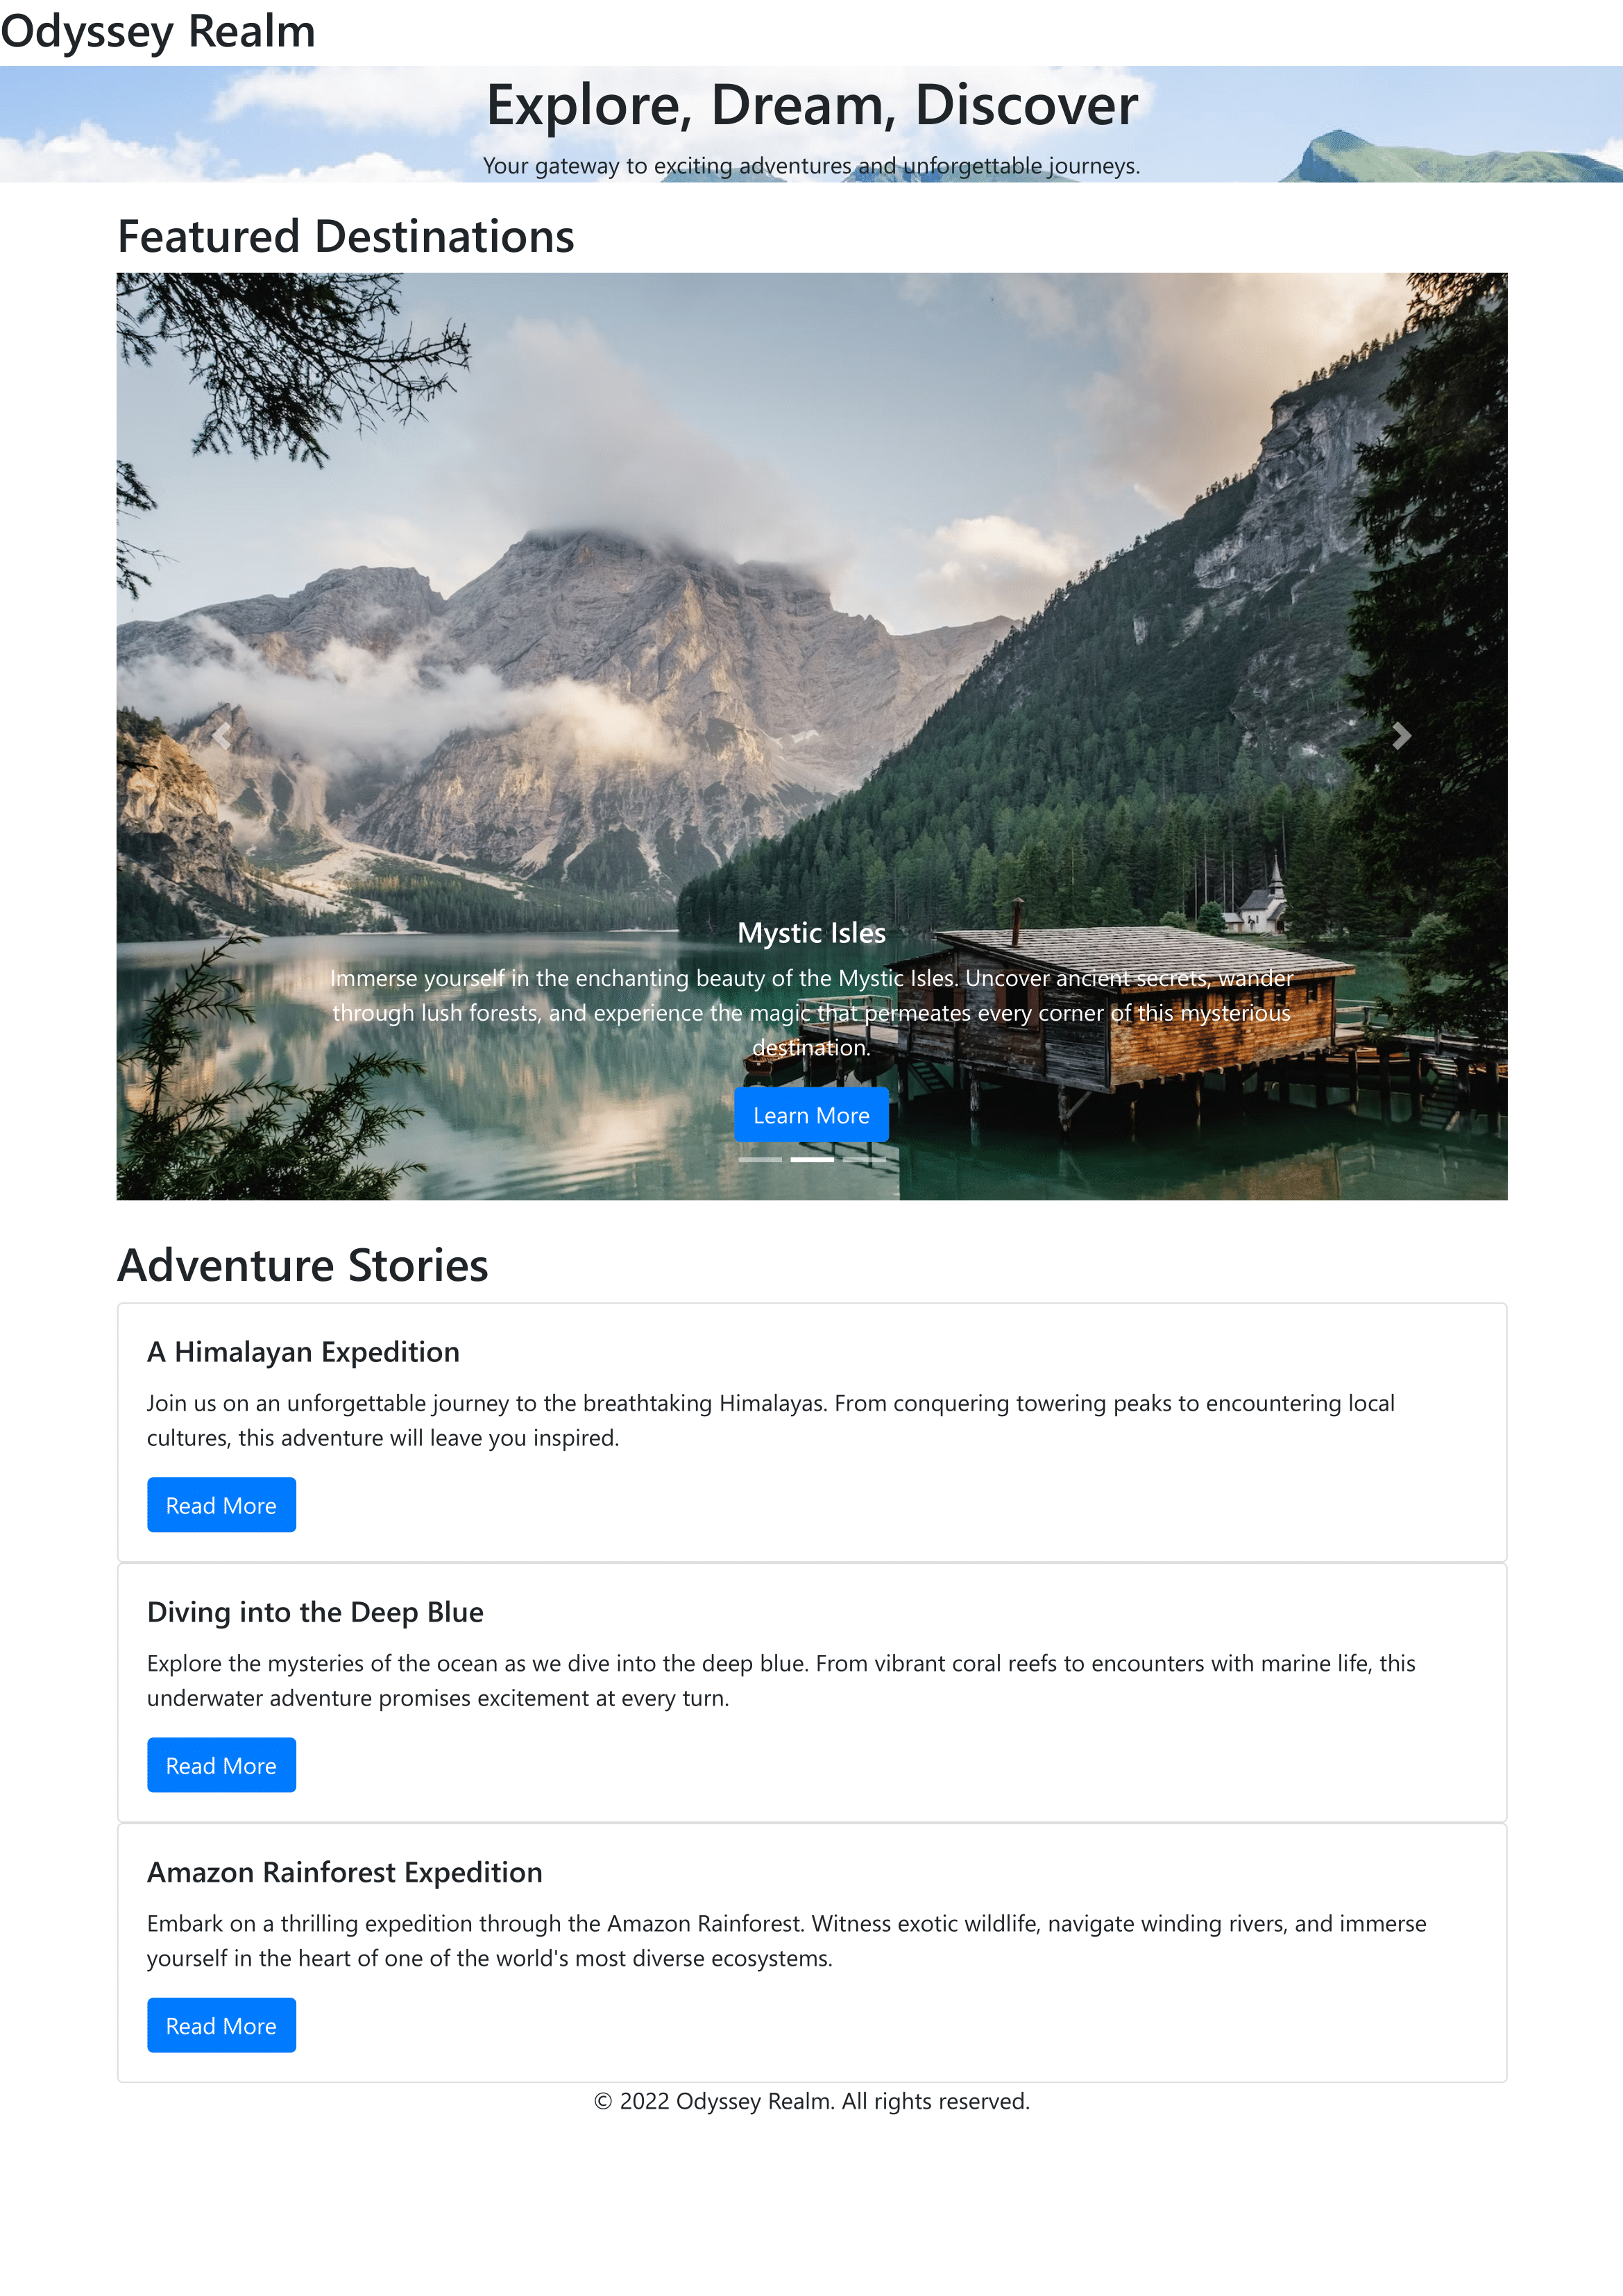 Odyssey Realm
Explore, Dream, Discover
Your gateway to exciting adventures and unforgettable journeys.
Featured Destinations
Mystic Isles
Immerse yourself in the enchanting beauty of the Mystic Isles. Uncover ancient secrets, wander
through lush forests, and experience the magic that permeates every corner of this mysterious
destination.
Learn More
Adventure Stories
A Himalayan Expedition
Join us on an unforgettable journey to the breathtaking Himalayas. From conquering towering peaks to encountering local
cultures, this adventure will leave you inspired.
Read More
Diving into the Deep Blue
Explore the mysteries of the ocean as we dive into the deep blue. From vibrant coral reefs to encounters with marine life, this
underwater adventure promises excitement at every turn.
Read More
Amazon Rainforest Expedition
Embark on a thrilling expedition through the Amazon Rainforest. Witness exotic wildlife, navigate winding rivers, and immerse
yourself in the heart of one of the world's most diverse ecosystems.
Read More
© 2022 Odyssey Realm. All rights reserved.